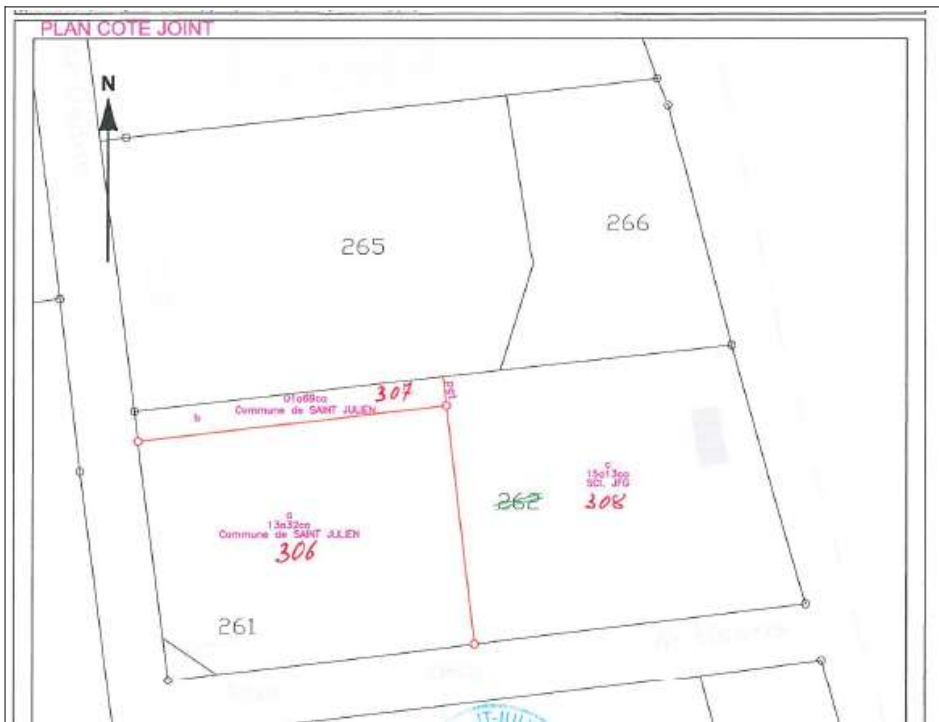 PLAN COTE JOINT
N
265
266
01a69ca
307
Commune de SAINT JULIEN
b
pst
c
15a13ca
SCI. JFG
262
308
a
13a32ca
Commune de SAINT JULIEN
306
261